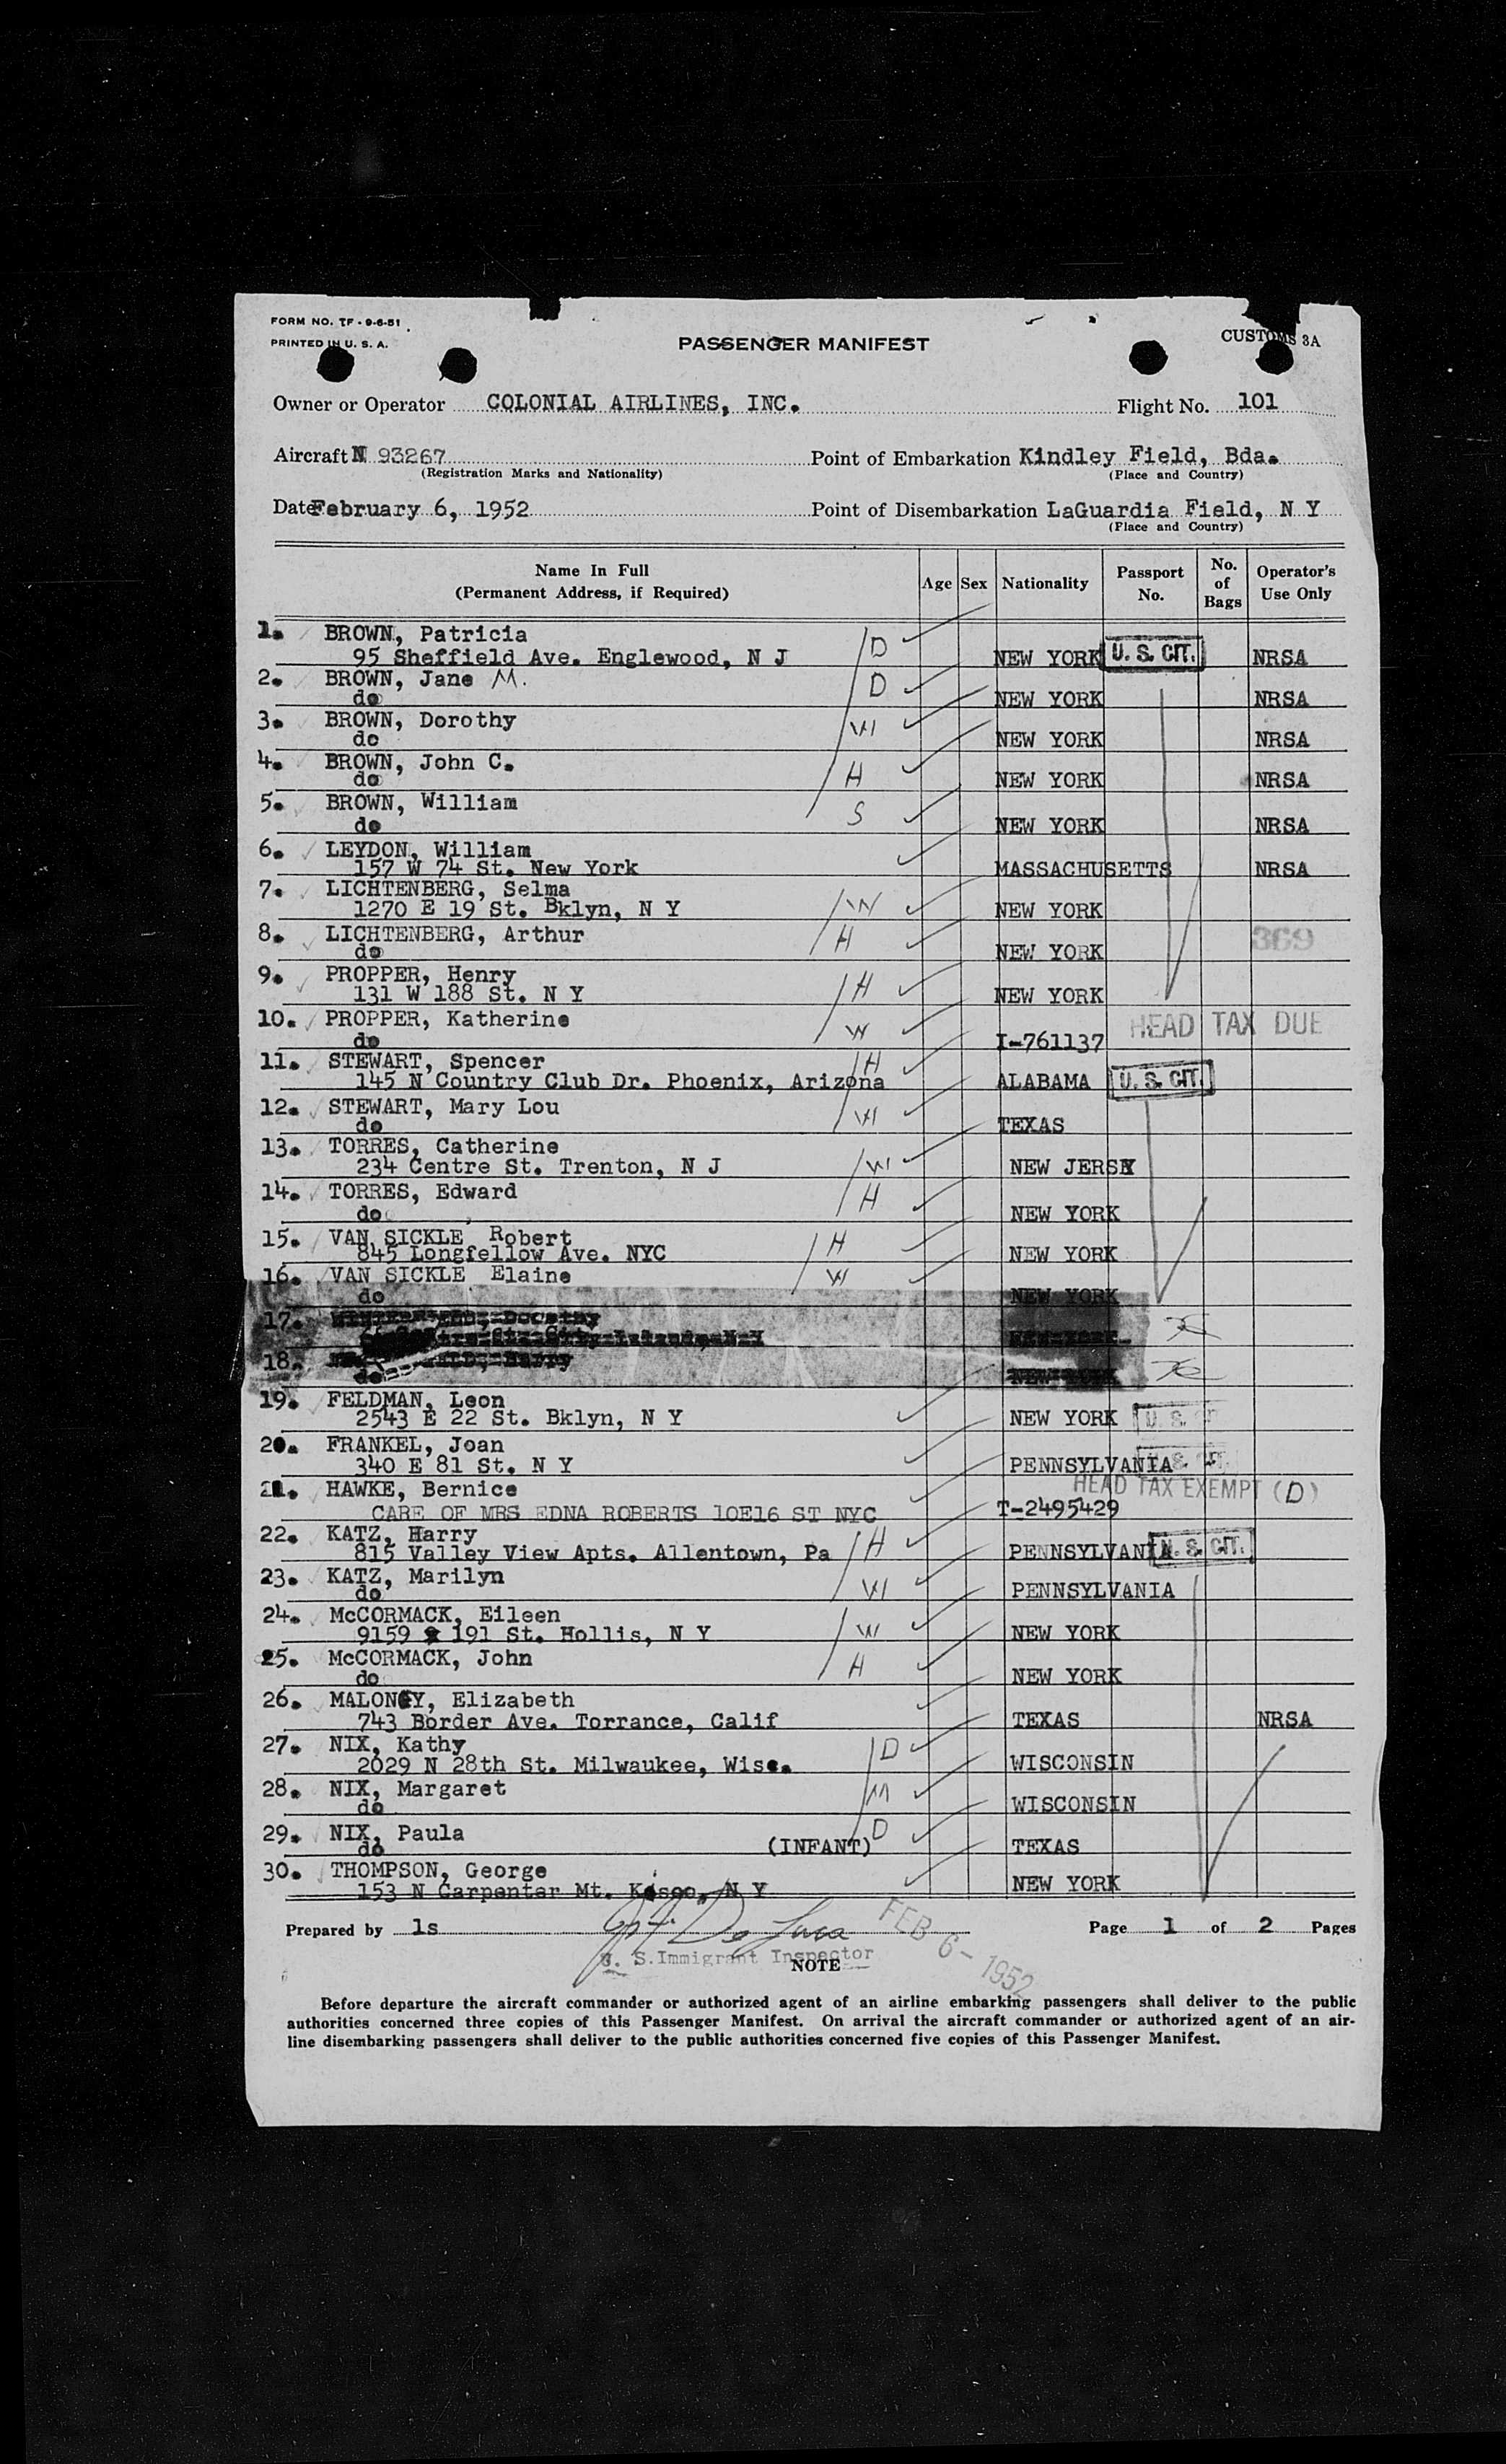 FORM NO. TF - 9-6-51
PRINTED IN U. S. A.
PASSENGER MANIFEST
CUSTOMS 3A
Owner or Operator COLONIAL AIRLINES, INC. Flight No. 101
Aircraft N 93267 Point of Embarkation Kindley Field, Bda.
(Registration Marks and Nationality) (Place and Country)
Date February 6, 1952 Point of Disembarkation LaGuardia Field, N Y
(Place and Country)
Name In Full (Permanent Address, if Required) Age Sex Nationality Passport No. No. of Bags Operator's Use Only
1. BROWN, Patricia D
95 Sheffield Ave. Englewood, N J NEW YORK U. S. CIT. NRSA
2. BROWN, Jane M. D
do NEW YORK NRSA
3. BROWN, Dorothy W
do NEW YORK NRSA
4. BROWN, John C. H
do NEW YORK NRSA
5. BROWN, William S
do NEW YORK NRSA
6. LEYDON, William
157 W 74 St. New York MASSACHUSETTS NRSA
7. LICHTENBERG, Selma
1270 E 19 St. Bklyn, N Y W NEW YORK
8. LICHTENBERG, Arthur H 369
do NEW YORK
9. PROPPER, Henry H
131 W 188 St. N Y NEW YORK
10. PROPPER, Katherine W HEAD TAX DUE
do I-761137
11. STEWART, Spencer H
145 N Country Club Dr. Phoenix, Arizona ALABAMA U. S. CIT.
12. STEWART, Mary Lou W
do TEXAS
13. TORRES, Catherine
234 Centre St. Trenton, N J W NEW JERSY
14. TORRES, Edward H
do NEW YORK
15. VAN SICKLE Robert H
845 Longfellow Ave. NYC NEW YORK
16. VAN SICKLE Elaine W
do NEW YORK
17. Dorothy
N Y NEW YORK
18. Harry
do NEW YORK
19. FELDMAN, Leon
2543 E 22 St. Bklyn, N Y NEW YORK U. S.
20. FRANKEL, Joan
340 E 81 St. N Y PENNSYLVANIA
21. HAWKE, Bernice HEAD TAX EXEMPT (D)
CARE OF MRS EDNA ROBERTS 10E16 ST NYC T-2495429
22. KATZ, Harry H
815 Valley View Apts. Allentown, Pa PENNSYLVANIA U. S. CIT.
23. KATZ, Marilyn W
do PENNSYLVANIA
24. McCORMACK, Eileen
9159 191 St. Hollis, N Y W NEW YORK
25. McCORMACK, John H
do NEW YORK
26. MALONEY, Elizabeth
743 Border Ave. Torrance, Calif TEXAS NRSA
27. NIX, Kathy D
2029 N 28th St. Milwaukee, Wisc. WISCONSIN
28. NIX, Margaret M
do WISCONSIN
29. NIX, Paula D
do (INFANT) TEXAS
30. THOMPSON, George
153 N Carpenter Mt. Kisco, N Y NEW YORK
Prepared by ls Page 1 of 2 Pages
FEB 6 - 1952
U. S. Immigrant Inspector
NOTE
Before departure the aircraft commander or authorized agent of an airline embarking passengers shall deliver to the public
authorities concerned three copies of this Passenger Manifest. On arrival the aircraft commander or authorized agent of an air-
line disembarking passengers shall deliver to the public authorities concerned five copies of this Passenger Manifest.